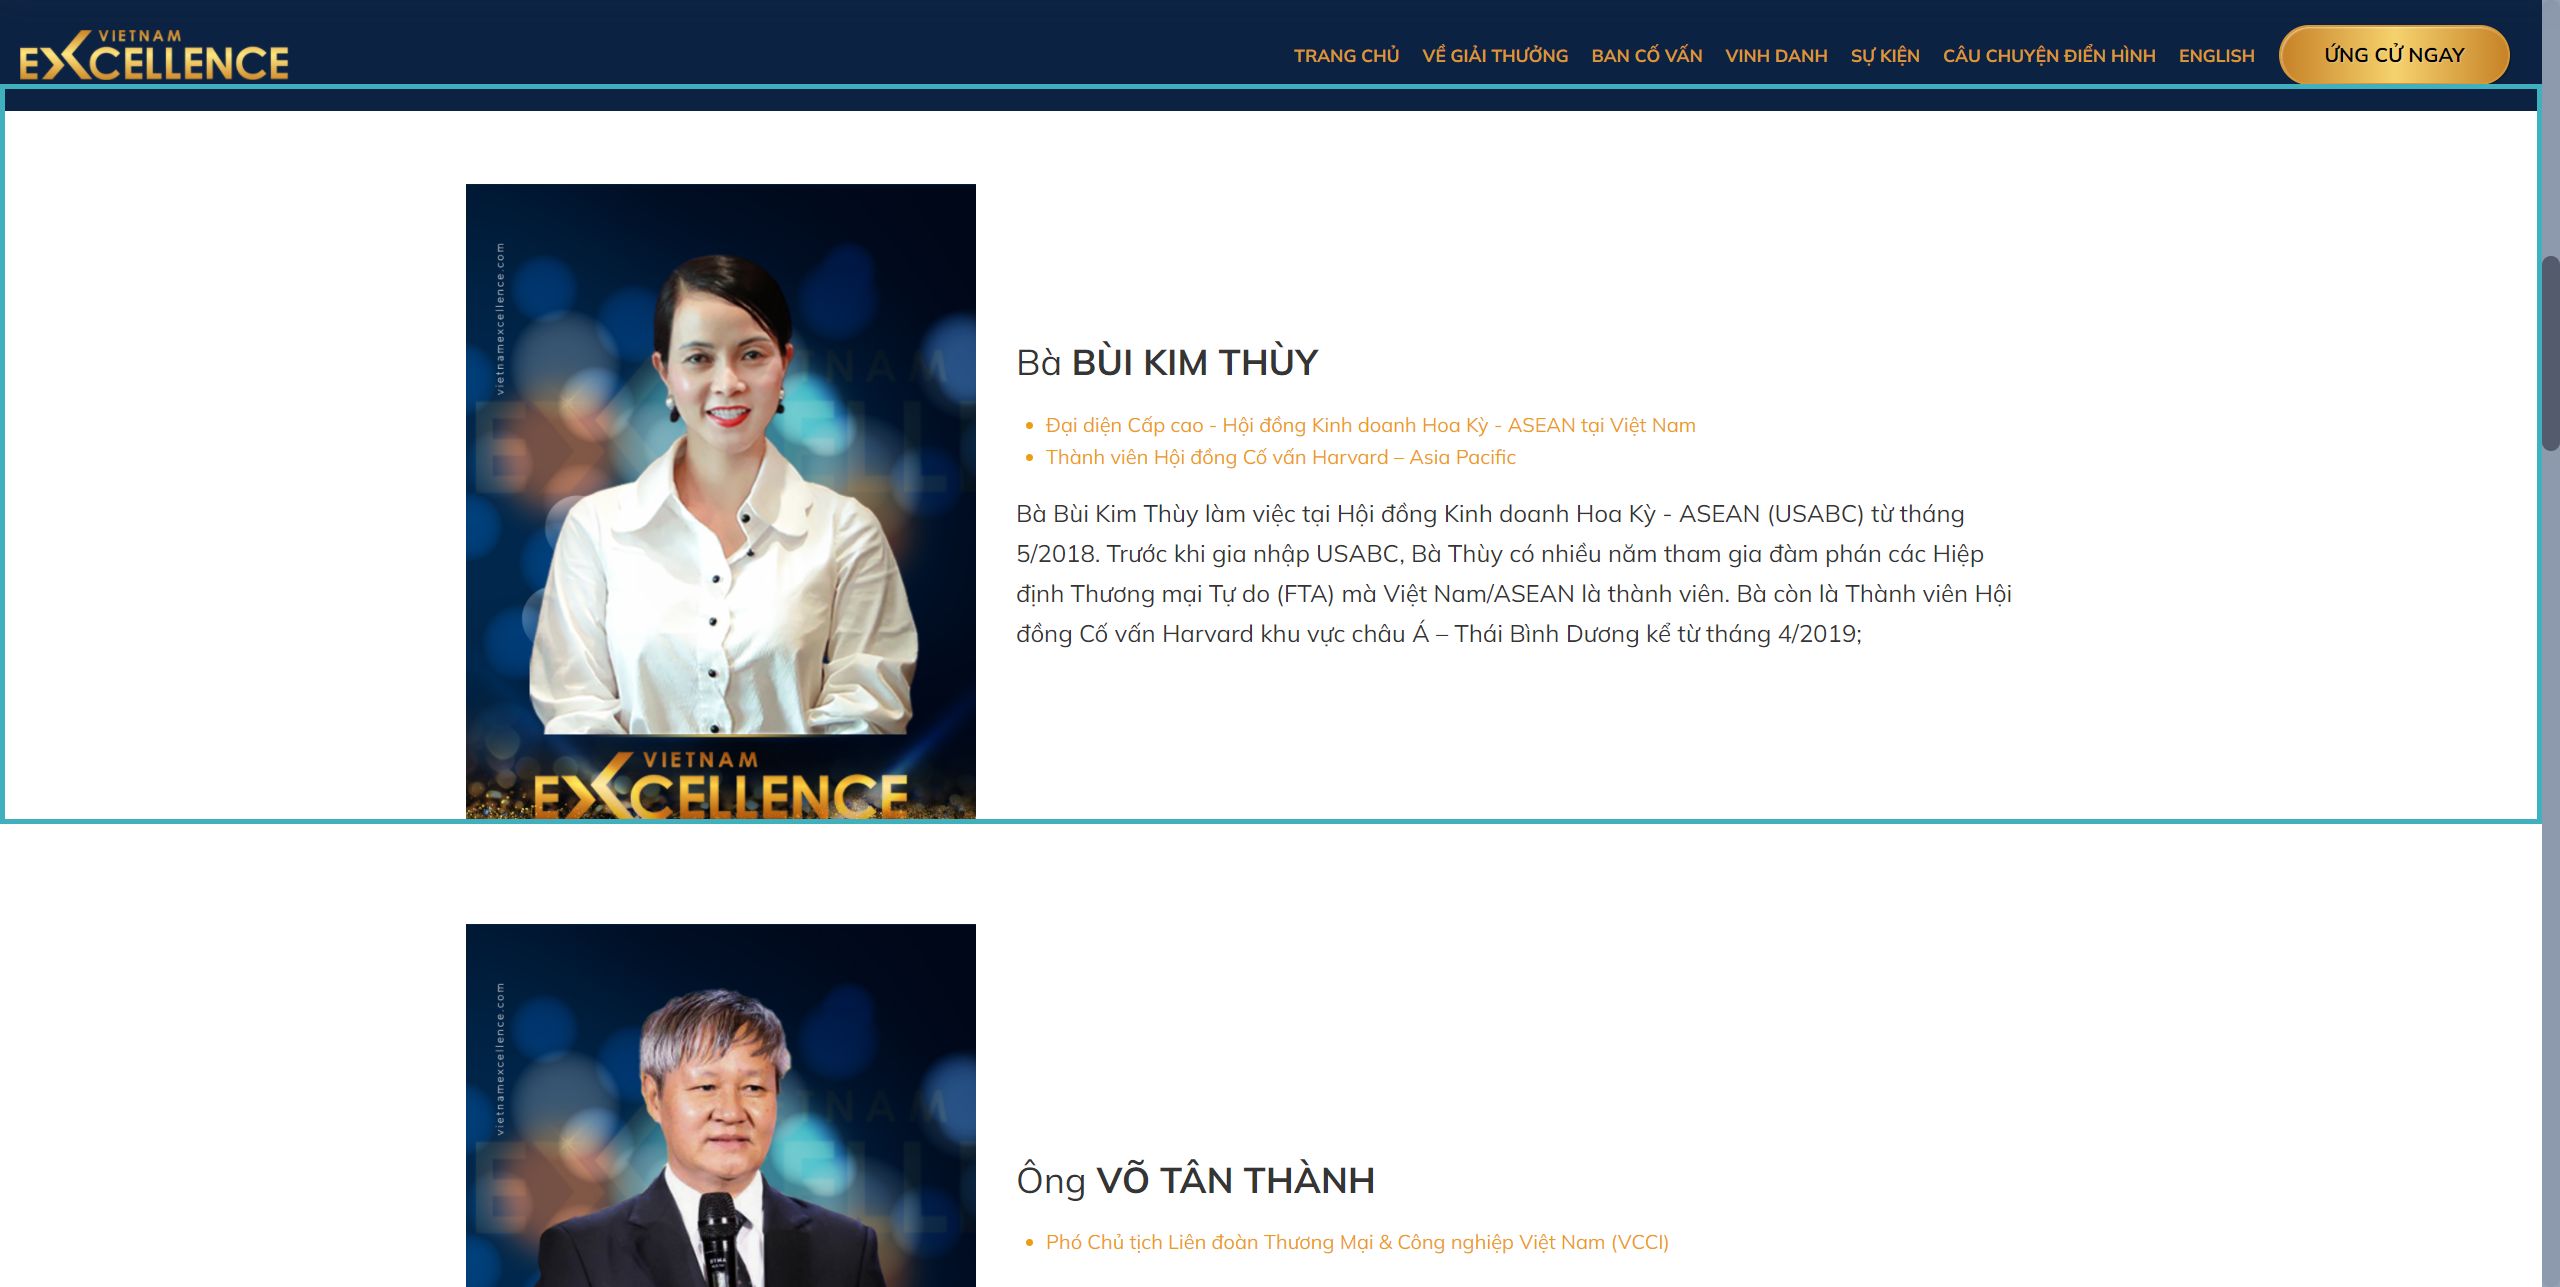 VIETNAM
EXCELLENCE
TRANG CHỦ VỀ GIẢI THƯỞNG BAN CỐ VẤN VINH DANH SỰ KIỆN CÂU CHUYỆN ĐIỂN HÌNH ENGLISH ỨNG CỬ NGAY
vietnamexcellence.com
VIETNAM
EXCELLENCE
Bà BÙI KIM THÙY
• Đại diện Cấp cao - Hội đồng Kinh doanh Hoa Kỳ - ASEAN tại Việt Nam
• Thành viên Hội đồng Cố vấn Harvard – Asia Pacific
Bà Bùi Kim Thùy làm việc tại Hội đồng Kinh doanh Hoa Kỳ - ASEAN (USABC) từ tháng
5/2018. Trước khi gia nhập USABC, Bà Thùy có nhiều năm tham gia đàm phán các Hiệp
định Thương mại Tự do (FTA) mà Việt Nam/ASEAN là thành viên. Bà còn là Thành viên Hội
đồng Cố vấn Harvard khu vực châu Á – Thái Bình Dương kể từ tháng 4/2019;
vietnamexcellence.com
Ông VÕ TÂN THÀNH
• Phó Chủ tịch Liên đoàn Thương Mại & Công nghiệp Việt Nam (VCCI)